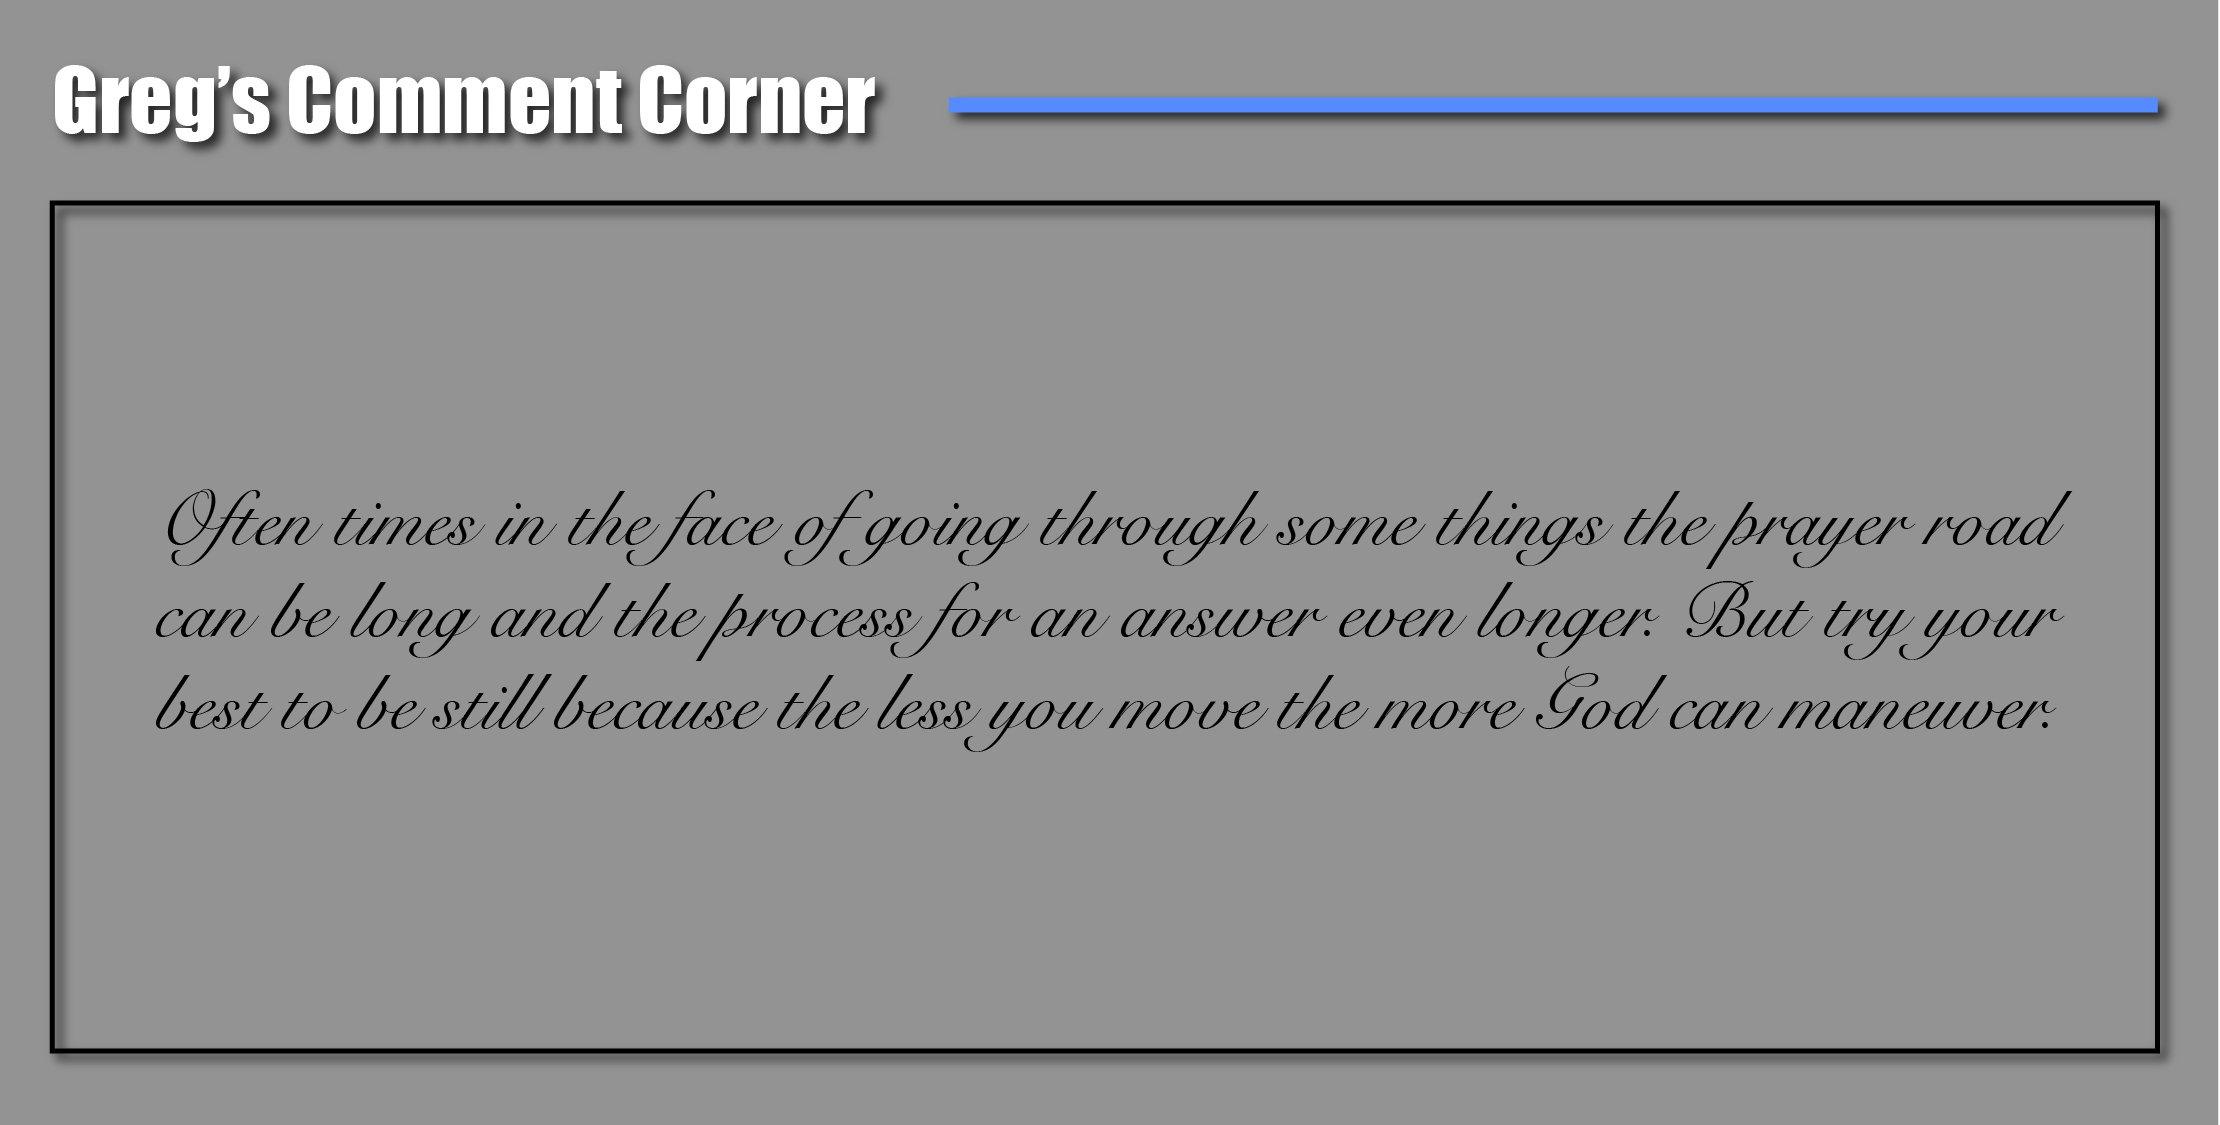 Greg’s Comment Corner
Often times in the face of going through some things the prayer road
can be long and the process for an answer even longer. But try your
best to be still because the less you move the more God can maneuver.